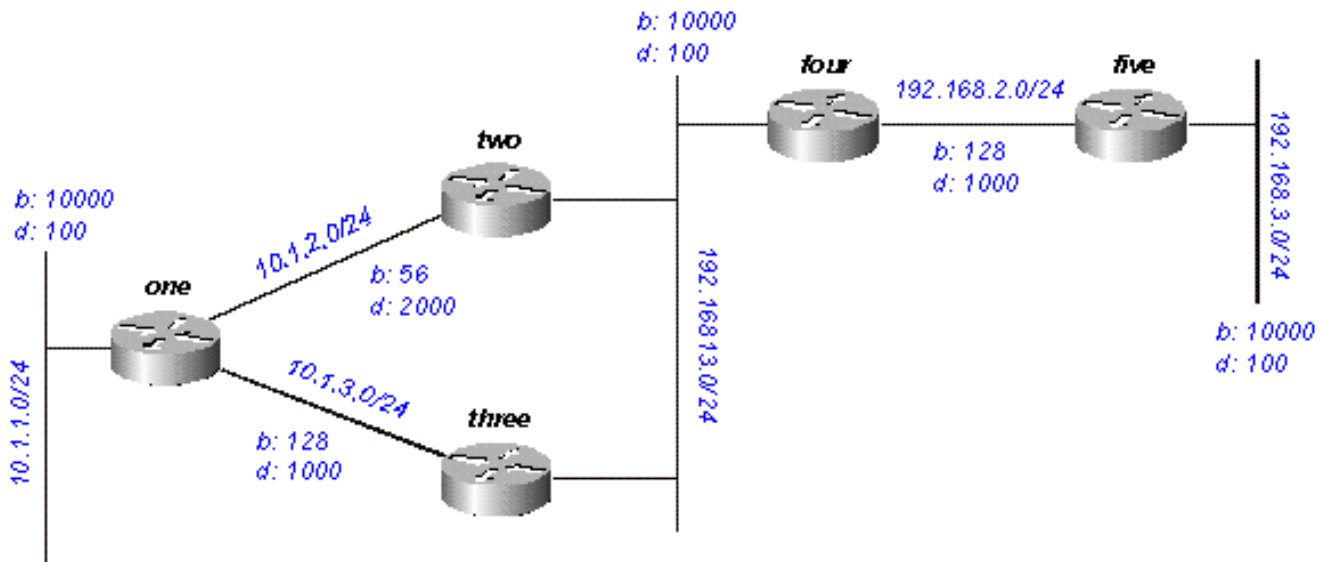 b: 10000
d: 100
10.1.1.0/24
one
10.1.2.0/24
b: 56
d: 2000
two
10.1.3.0/24
b: 128
d: 1000
three
b: 10000
d: 100
192.16813.0/24
four
192.168.2.0/24
b: 128
d: 1000
five
192.168.3.0/24
b: 10000
d: 100